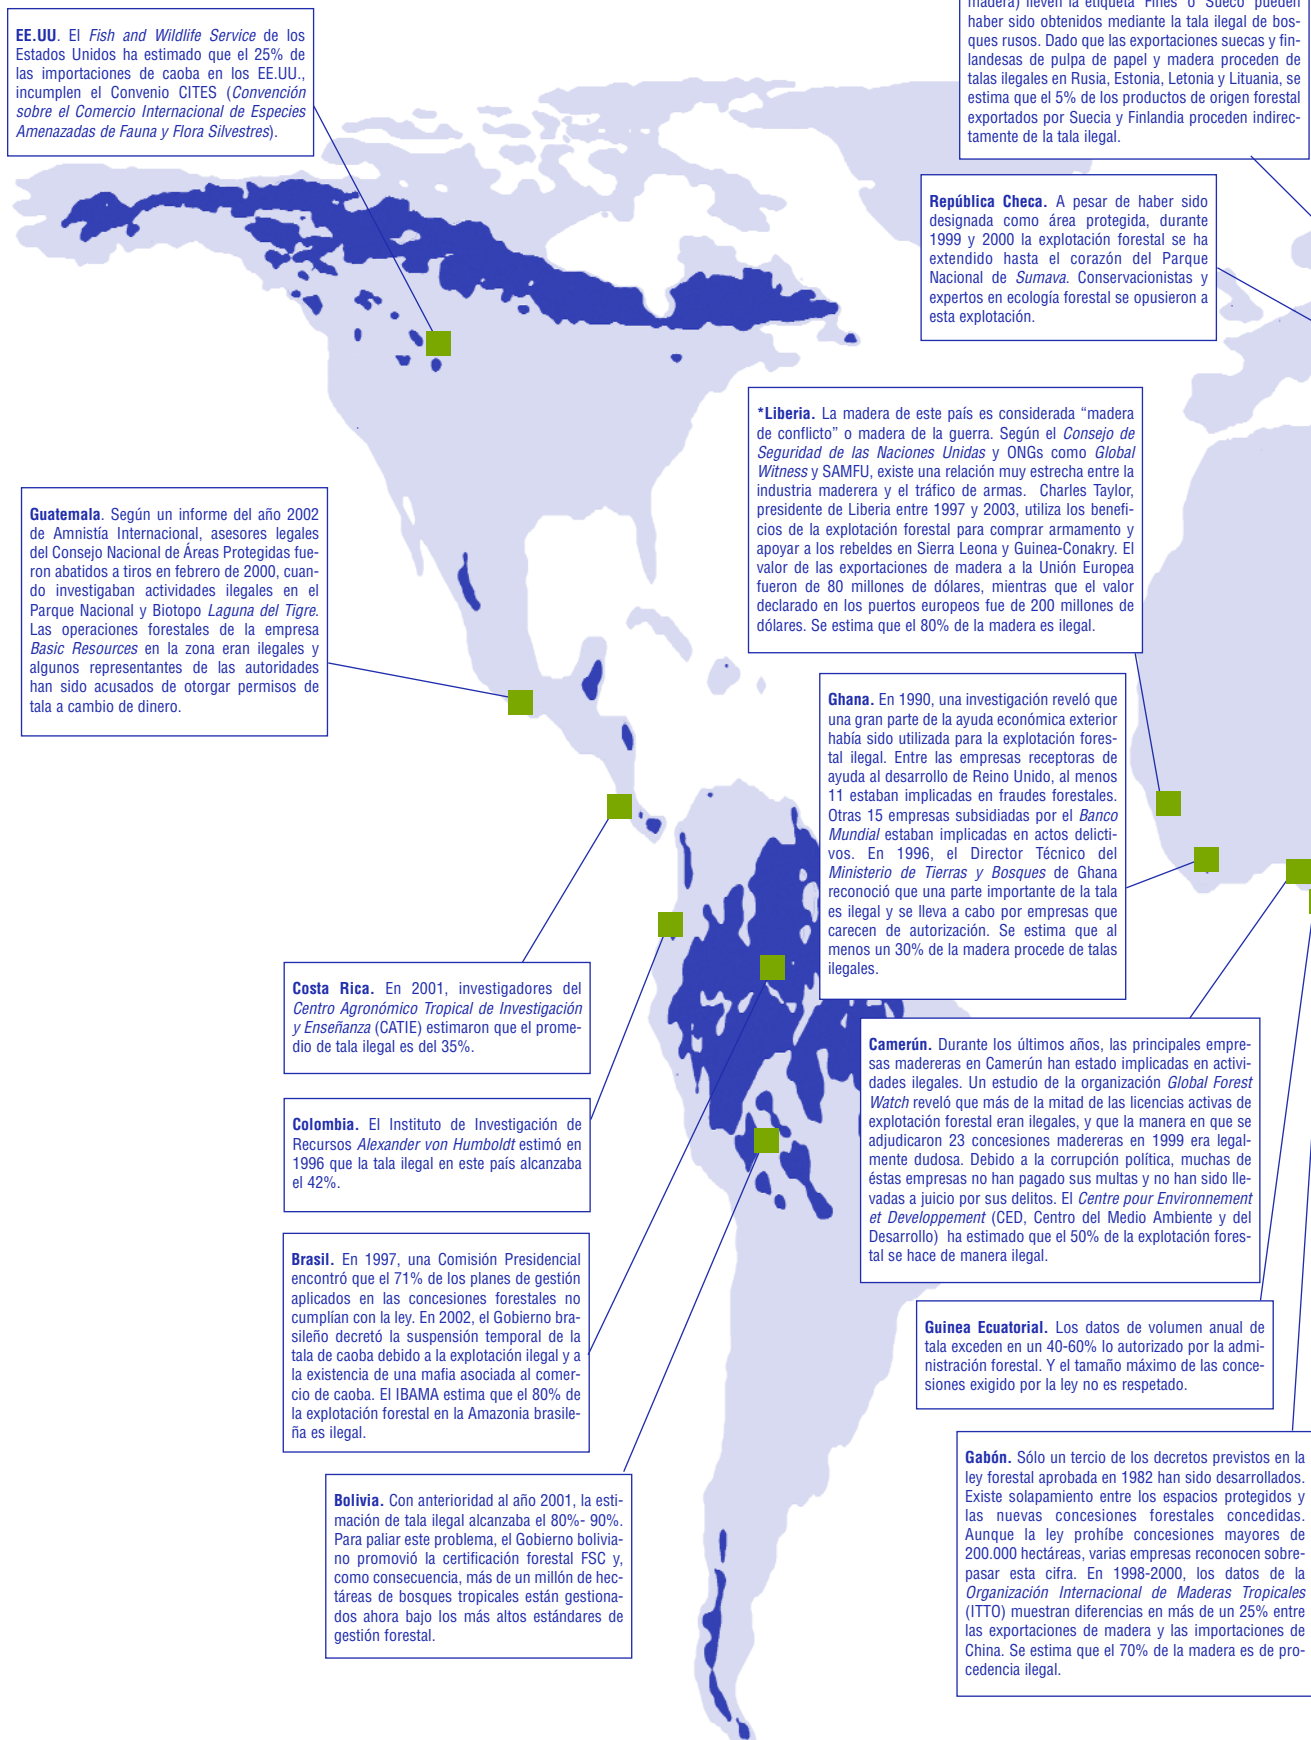 EE.UU. El Fish and Wildlife Service de los
Estados Unidos ha estimado que el 25% de
las importaciones de caoba en los EE.UU.,
incumplen el Convenio CITES (Convención
sobre el Comercio Internacional de Especies
Amenazadas de Fauna y Flora Silvestres).
madera) lleven la etiqueta 'Finés' o 'Sueco' pueden
haber sido obtenidos mediante la tala ilegal de bos-
ques rusos. Dado que las exportaciones suecas y fin-
landesas de pulpa de papel y madera proceden de
talas ilegales en Rusia, Estonia, Letonia y Lituania, se
estima que el 5% de los productos de origen forestal
exportados por Suecia y Finlandia proceden indirec-
tamente de la tala ilegal.
República Checa. A pesar de haber sido
designada como área protegida, durante
1999 y 2000 la explotación forestal se ha
extendido hasta el corazón del Parque
Nacional de Sumava. Conservacionistas y
expertos en ecología forestal se opusieron a
esta explotación.
*Liberia. La madera de este país es considerada “madera
de conflicto” o madera de la guerra. Según el Consejo de
Seguridad de las Naciones Unidas y ONGs como Global
Witness y SAMFU, existe una relación muy estrecha entre la
industria maderera y el tráfico de armas. Charles Taylor,
presidente de Liberia entre 1997 y 2003, utiliza los benefi-
cios de la explotación forestal para comprar armamento y
apoyar a los rebeldes en Sierra Leona y Guinea-Conakry. El
valor de las exportaciones de madera a la Unión Europea
fueron de 80 millones de dólares, mientras que el valor
declarado en los puertos europeos fue de 200 millones de
dólares. Se estima que el 80% de la madera es ilegal.
Guatemala. Según un informe del año 2002
de Amnistía Internacional, asesores legales
del Consejo Nacional de Áreas Protegidas fue-
ron abatidos a tiros en febrero de 2000, cuan-
do investigaban actividades ilegales en el
Parque Nacional y Biotopo Laguna del Tigre.
Las operaciones forestales de la empresa
Basic Resources en la zona eran ilegales y
algunos representantes de las autoridades
han sido acusados de otorgar permisos de
tala a cambio de dinero.
Ghana. En 1990, una investigación reveló que
una gran parte de la ayuda económica exterior
había sido utilizada para la explotación fores-
tal ilegal. Entre las empresas receptoras de
ayuda al desarrollo de Reino Unido, al menos
11 estaban implicadas en fraudes forestales.
Otras 15 empresas subsidiadas por el Banco
Mundial estaban implicadas en actos delicti-
vos. En 1996, el Director Técnico del
Ministerio de Tierras y Bosques de Ghana
reconoció que una parte importante de la tala
es ilegal y se lleva a cabo por empresas que
carecen de autorización. Se estima que al
menos un 30% de la madera procede de talas
ilegales.
Costa Rica. En 2001, investigadores del
Centro Agronómico Tropical de Investigación
y Enseñanza (CATIE) estimaron que el prome-
dio de tala ilegal es del 35%.
Camerún. Durante los últimos años, las principales empre-
sas madereras en Camerún han estado implicadas en activi-
dades ilegales. Un estudio de la organización Global Forest
Watch reveló que más de la mitad de las licencias activas de
explotación forestal eran ilegales, y que la manera en que se
adjudicaron 23 concesiones madereras en 1999 era legal-
mente dudosa. Debido a la corrupción política, muchas de
éstas empresas no han pagado sus multas y no han sido lle-
vadas a juicio por sus delitos. El Centre pour Environnement
et Developpement (CED, Centro del Medio Ambiente y del
Desarrollo) ha estimado que el 50% de la explotación fores-
tal se hace de manera ilegal.
Colombia. El Instituto de Investigación de
Recursos Alexander von Humboldt estimó en
1996 que la tala ilegal en este país alcanzaba
el 42%.
Brasil. En 1997, una Comisión Presidencial
encontró que el 71% de los planes de gestión
aplicados en las concesiones forestales no
cumplían con la ley. En 2002, el Gobierno bra-
sileño decretó la suspensión temporal de la
tala de caoba debido a la explotación ilegal y a
la existencia de una mafia asociada al comer-
cio de caoba. El IBAMA estima que el 80% de
la explotación forestal en la Amazonia brasile-
ña es ilegal.
Guinea Ecuatorial. Los datos de volumen anual de
tala exceden en un 40-60% lo autorizado por la admi-
nistración forestal. Y el tamaño máximo de las conce-
siones exigido por la ley no es respetado.
Bolivia. Con anterioridad al año 2001, la esti-
mación de tala ilegal alcanzaba el 80%- 90%.
Para paliar este problema, el Gobierno bolivia-
no promovió la certificación forestal FSC y,
como consecuencia, más de un millón de hec-
táreas de bosques tropicales están gestiona-
dos ahora bajo los más altos estándares de
gestión forestal.
Gabón. Sólo un tercio de los decretos previstos en la
ley forestal aprobada en 1982 han sido desarrollados.
Existe solapamiento entre los espacios protegidos y
las nuevas concesiones forestales concedidas.
Aunque la ley prohíbe concesiones mayores de
200.000 hectáreas, varias empresas reconocen sobre-
pasar esta cifra. En 1998-2000, los datos de la
Organización Internacional de Maderas Tropicales
(ITTO) muestran diferencias en más de un 25% entre
las exportaciones de madera y las importaciones de
China. Se estima que el 70% de la madera es de pro-
cedencia ilegal.